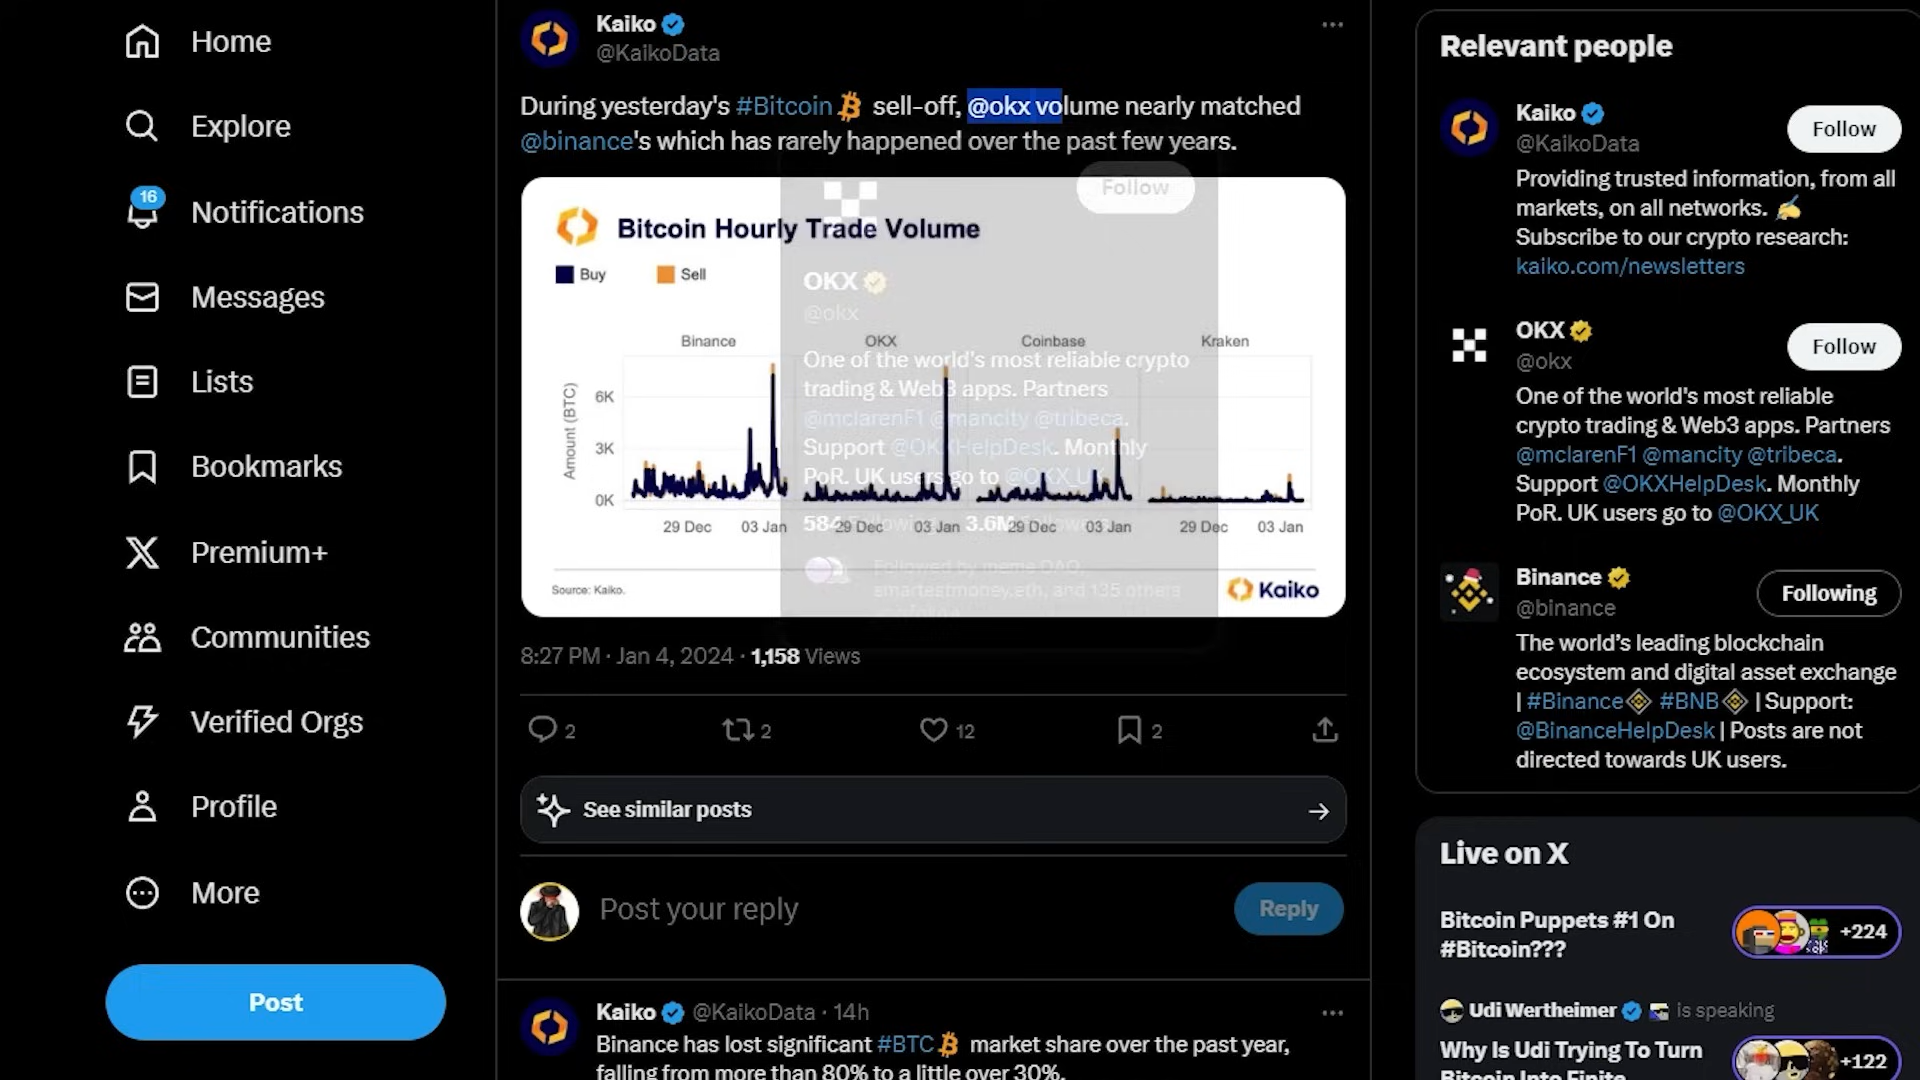 Home
Explore
16
Notifications
Messages
Lists
Bookmarks
Premium+
Communities
Verified Orgs
Profile
More
Post
Kaiko
@KaikoData
During yesterday's #Bitcoin sell-off, @okx volume nearly matched
@binance's which has rarely happened over the past few years.
Follow
Bitcoin Hourly Trade Volume
Buy Sell
OKX
@okx
Binance OKX Coinbase Kraken
One of the world's most reliable crypto
trading & Web3 apps. Partners
@mclarenF1 @mancity @tribeca.
Support @OKXHelpDesk. Monthly
PoR. UK users go to @OKX_UK
Amount (BTC)
6K
3K
0K
584 Following 3.6M Followers
29 Dec 03 Jan 29 Dec 03 Jan 29 Dec 03 Jan 29 Dec 03 Jan
Followed by meme DAO,
smartestmoney.eth, and 135 others
Source: Kaiko.
Kaiko
8:27 PM · Jan 4, 2024 · 1,158 Views
2 2 12 2
See similar posts
Post your reply
Reply
Kaiko @KaikoData · 14h
Binance has lost significant #BTC market share over the past year,
falling from more than 80% to a little over 30%.
Relevant people
Kaiko
@KaikoData
Follow
Providing trusted information, from all
markets, on all networks.
Subscribe to our crypto research:
kaiko.com/newsletters
OKX
@okx
Follow
One of the world's most reliable
crypto trading & Web3 apps. Partners
@mclarenF1 @mancity @tribeca.
Support @OKXHelpDesk. Monthly
PoR. UK users go to @OKX_UK
Binance
@binance
Following
The world's leading blockchain
ecosystem and digital asset exchange
| #Binance #BNB | Support:
@BinanceHelpDesk | Posts are not
directed towards UK users.
Live on X
Bitcoin Puppets #1 On
#Bitcoin???
+224
Udi Wertheimer is speaking
Why Is Udi Trying To Turn
Bitcoin Into Finite
+122